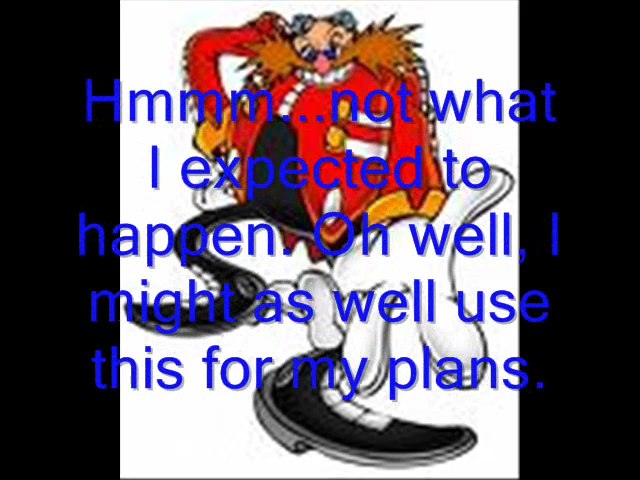 Hmmm...not what
I expected to
happen. Oh well, I
might as well use
this for my plans.